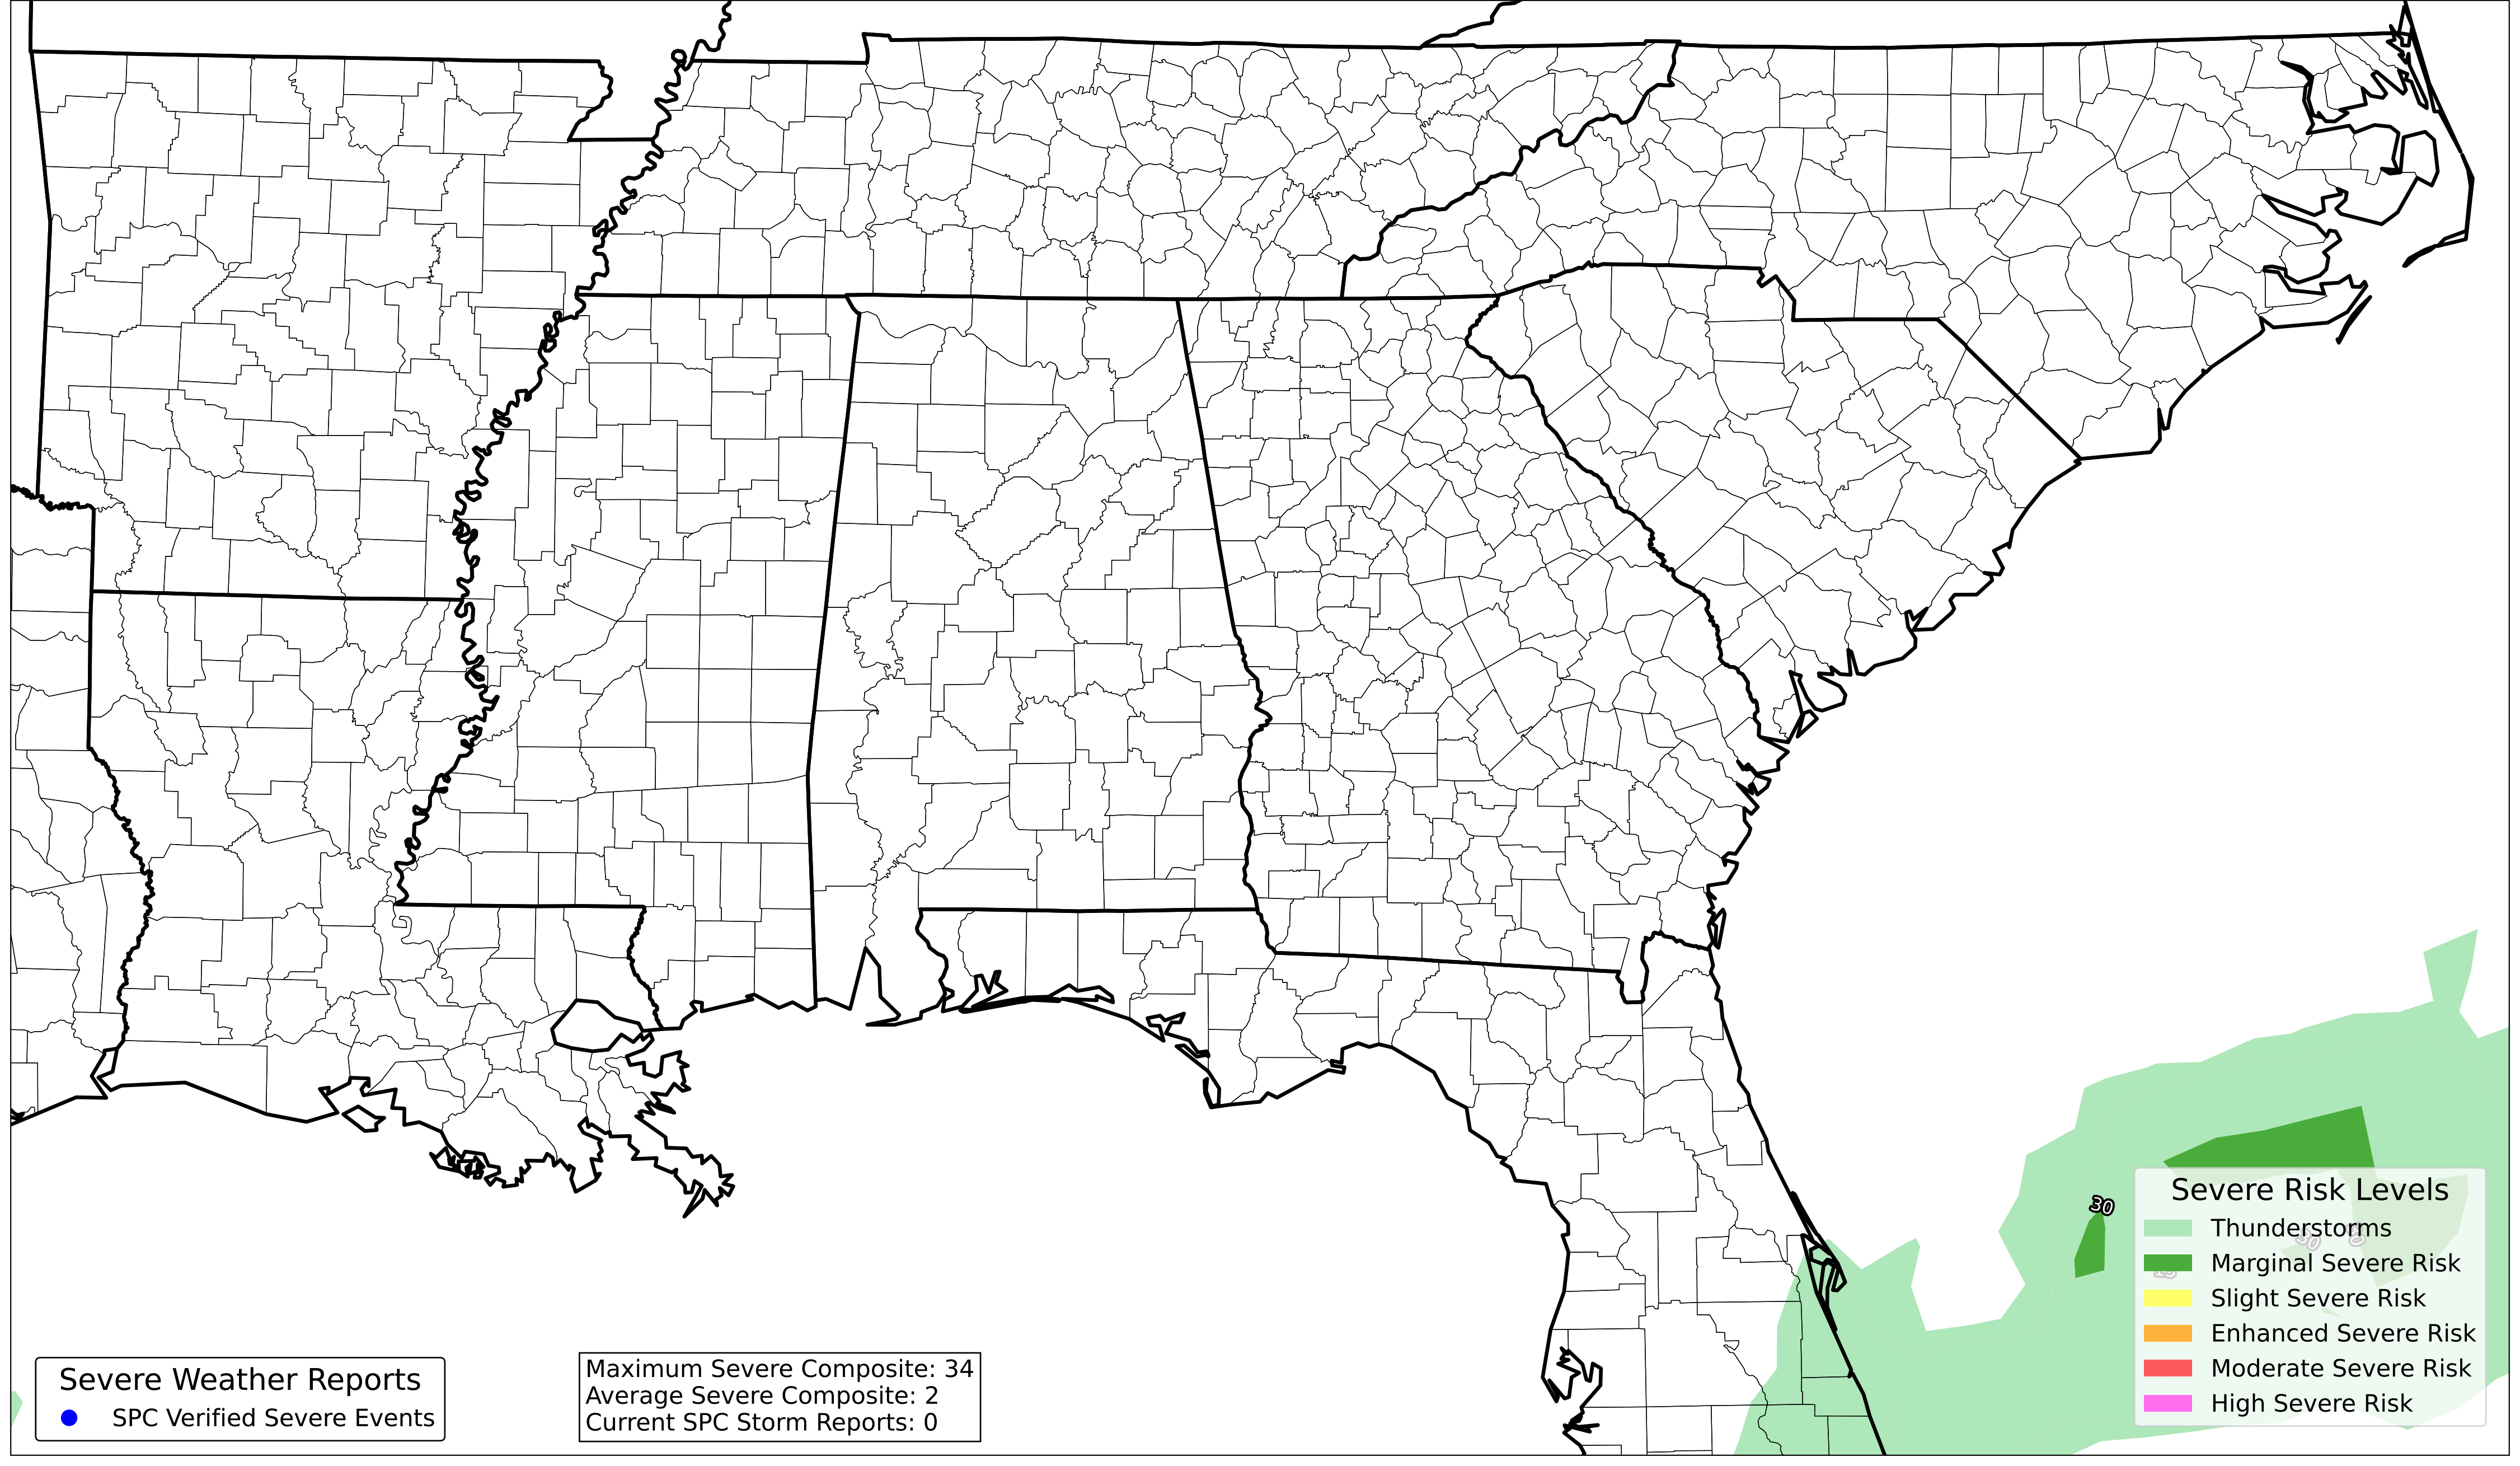 30
Severe Risk Levels
Thunderstorms
Marginal Severe Risk
Slight Severe Risk
Enhanced Severe Risk
Moderate Severe Risk
High Severe Risk
Severe Weather Reports
SPC Verified Severe Events
Maximum Severe Composite: 34
Average Severe Composite: 2
Current SPC Storm Reports: 0